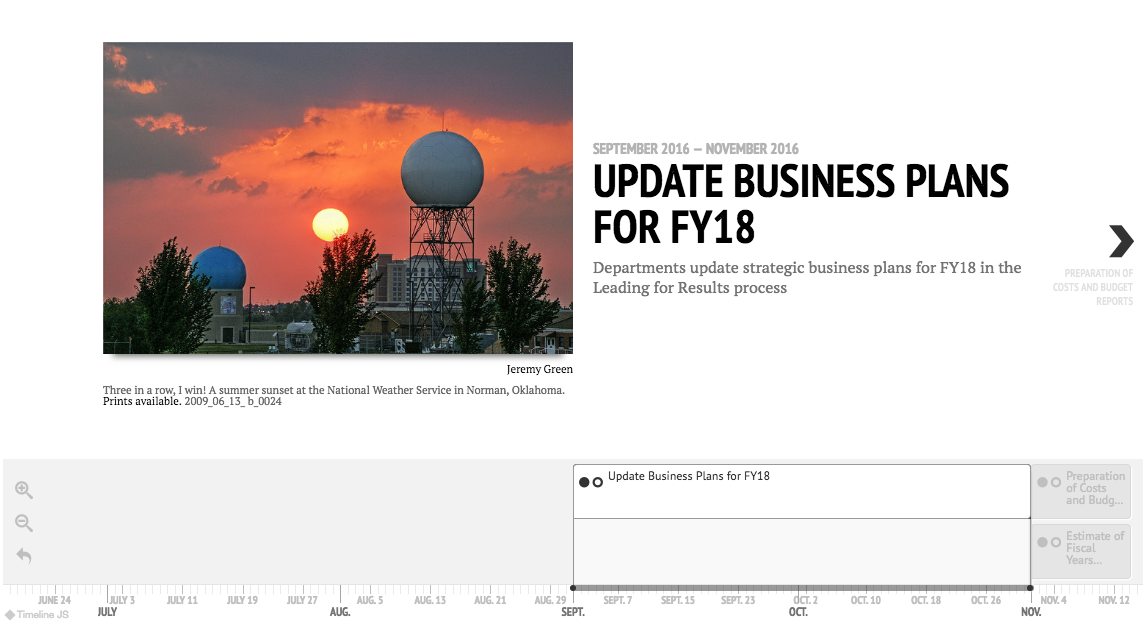 SEPTEMBER 2016 — NOVEMBER 2016
UPDATE BUSINESS PLANS
FOR FY18
Departments update strategic business plans for FY18 in the
Leading for Results process
PREPARATION OF
COSTS AND BUDGET
REPORTS
Jeremy Green
Three in a row, I win! A summer sunset at the National Weather Service in Norman, Oklahoma.
Prints available. 2009_06_13_ b_0024
Update Business Plans for FY18
Preparation
of Costs
and Budg...
Estimate of
Fiscal
Years...
JUNE 24 JULY 3 JULY 11 JULY 19 JULY 27 AUG. 5 AUG. 13 AUG. 21 AUG. 29 SEPT. 7 SEPT. 15 SEPT. 23 OCT. 2 OCT. 10 OCT. 18 OCT. 26 NOV. 4 NOV. 12
JULY AUG. SEPT. OCT. NOV.
Timeline JS